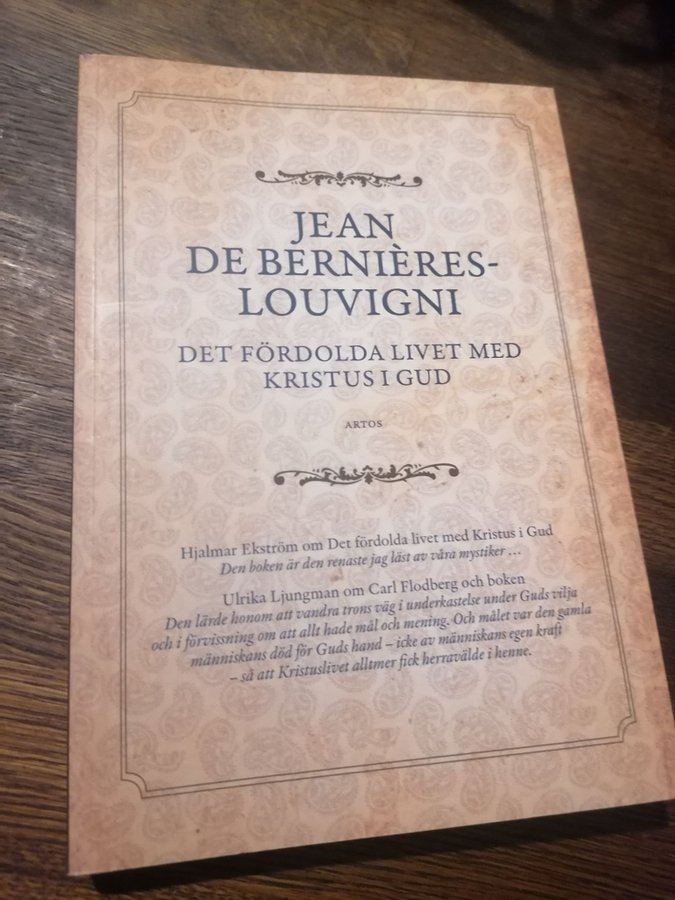 JEAN
DE BERNIÈRES-
LOUVIGNI
DET FÖRDOLDA LIVET MED
KRISTUS I GUD
ARTOS
Hjalmar Ekström om Det fördolda livet med Kristus i Gud
Den boken är den renaste jag läst av våra mystiker ...
Ulrika Ljungman om Carl Flodberg och boken
Den lärde honom att vandra trons väg i underkastelse under Guds vilja
och i förvissning om att allt hade mål och mening. Och målet var den gamla
människans död för Guds hand – icke av människans egen kraft
– så att Kristuslivet alltmer fick herravälde i henne.